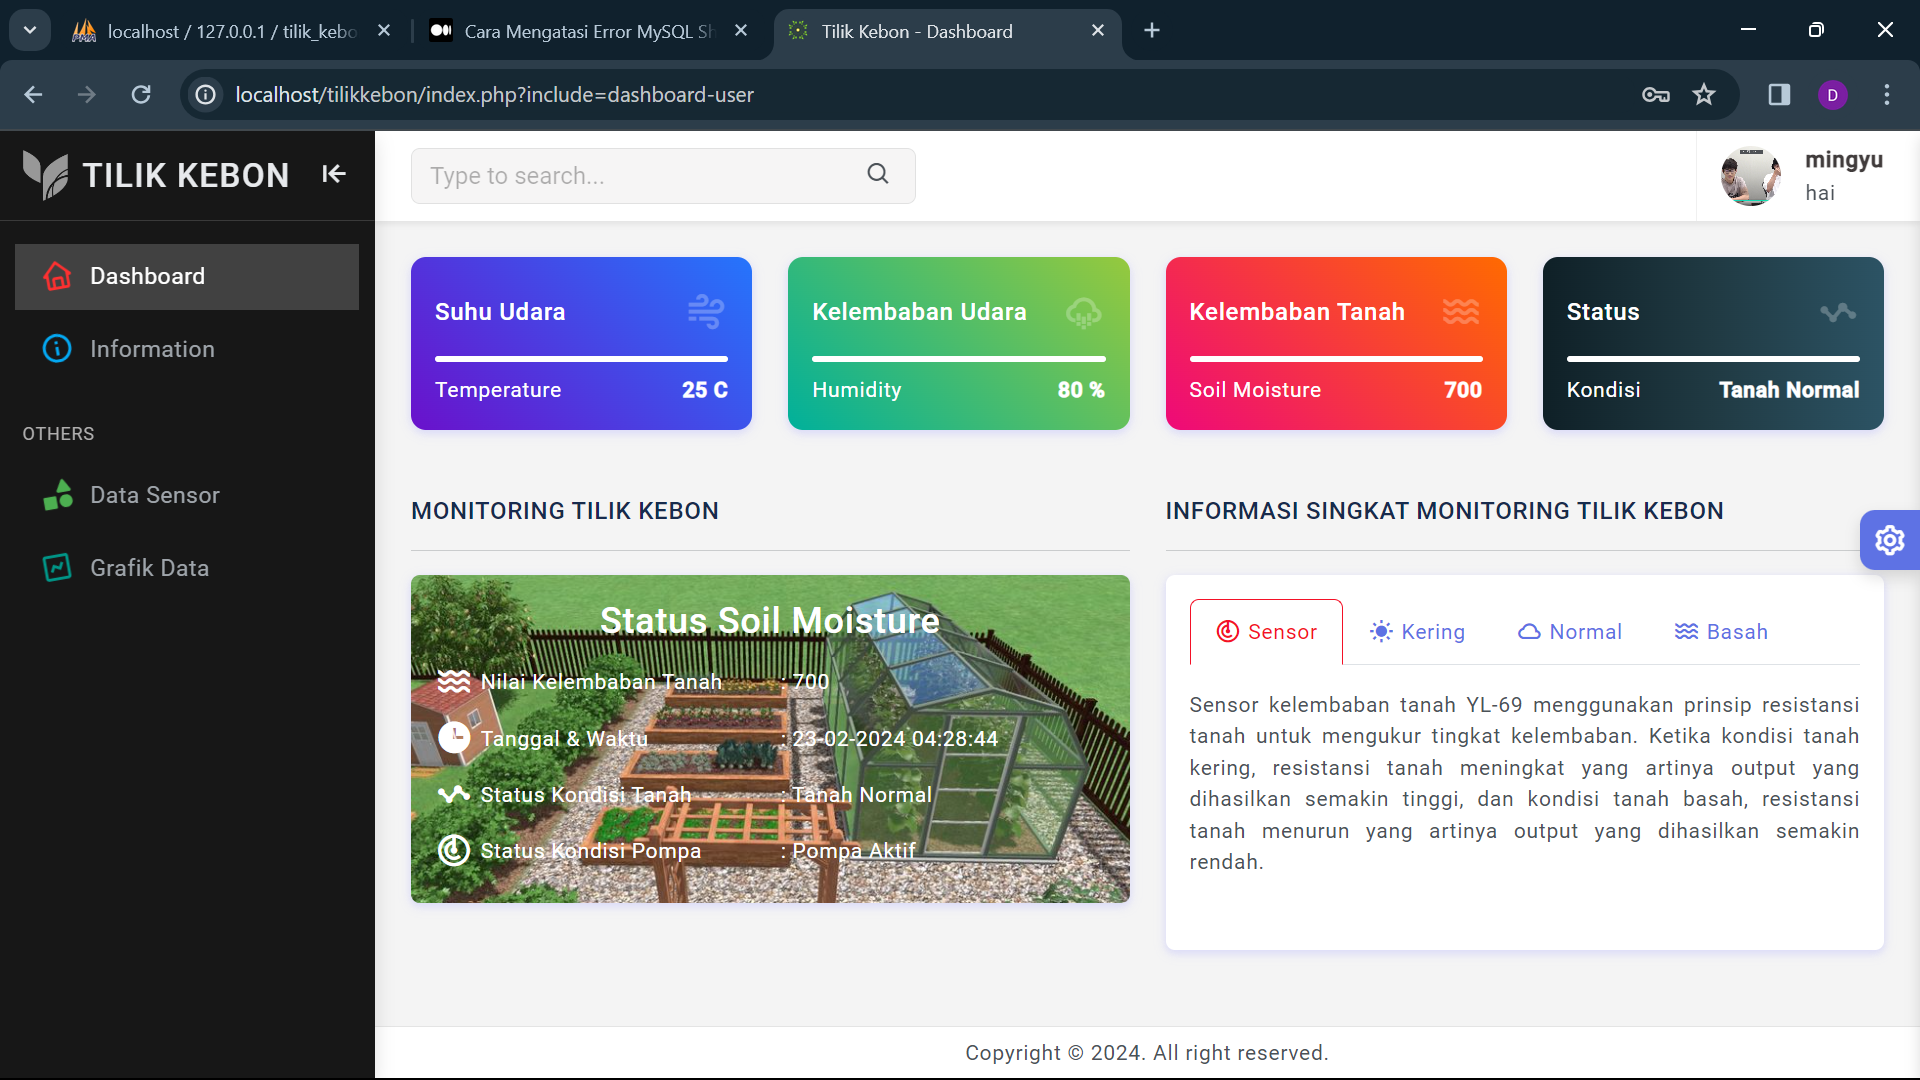 localhost / 127.0.0.1 / tilik_kebo
Cara Mengatasi Error MySQL Sh
Tilik Kebon - Dashboard
localhost/tilikkebon/index.php?include=dashboard-user
D
TILIK KEBON
Type to search...
mingyu
hai
Dashboard
Information
OTHERS
Data Sensor
Grafik Data
Suhu Udara
Temperature 25 C
Kelembaban Udara
Humidity 80 %
Kelembaban Tanah
Soil Moisture 700
Status
Kondisi Tanah Normal
MONITORING TILIK KEBON
Status Soil Moisture
Nilai Kelembaban Tanah : 700
Tanggal & Waktu : 23-02-2024 04:28:44
Status Kondisi Tanah : Tanah Normal
Status Kondisi Pompa : Pompa Aktif
INFORMASI SINGKAT MONITORING TILIK KEBON
Sensor Kering Normal Basah
Sensor kelembaban tanah YL-69 menggunakan prinsip resistansi
tanah untuk mengukur tingkat kelembaban. Ketika kondisi tanah
kering, resistansi tanah meningkat yang artinya output yang
dihasilkan semakin tinggi, dan kondisi tanah basah, resistansi
tanah menurun yang artinya output yang dihasilkan semakin
rendah.
Copyright © 2024. All right reserved.